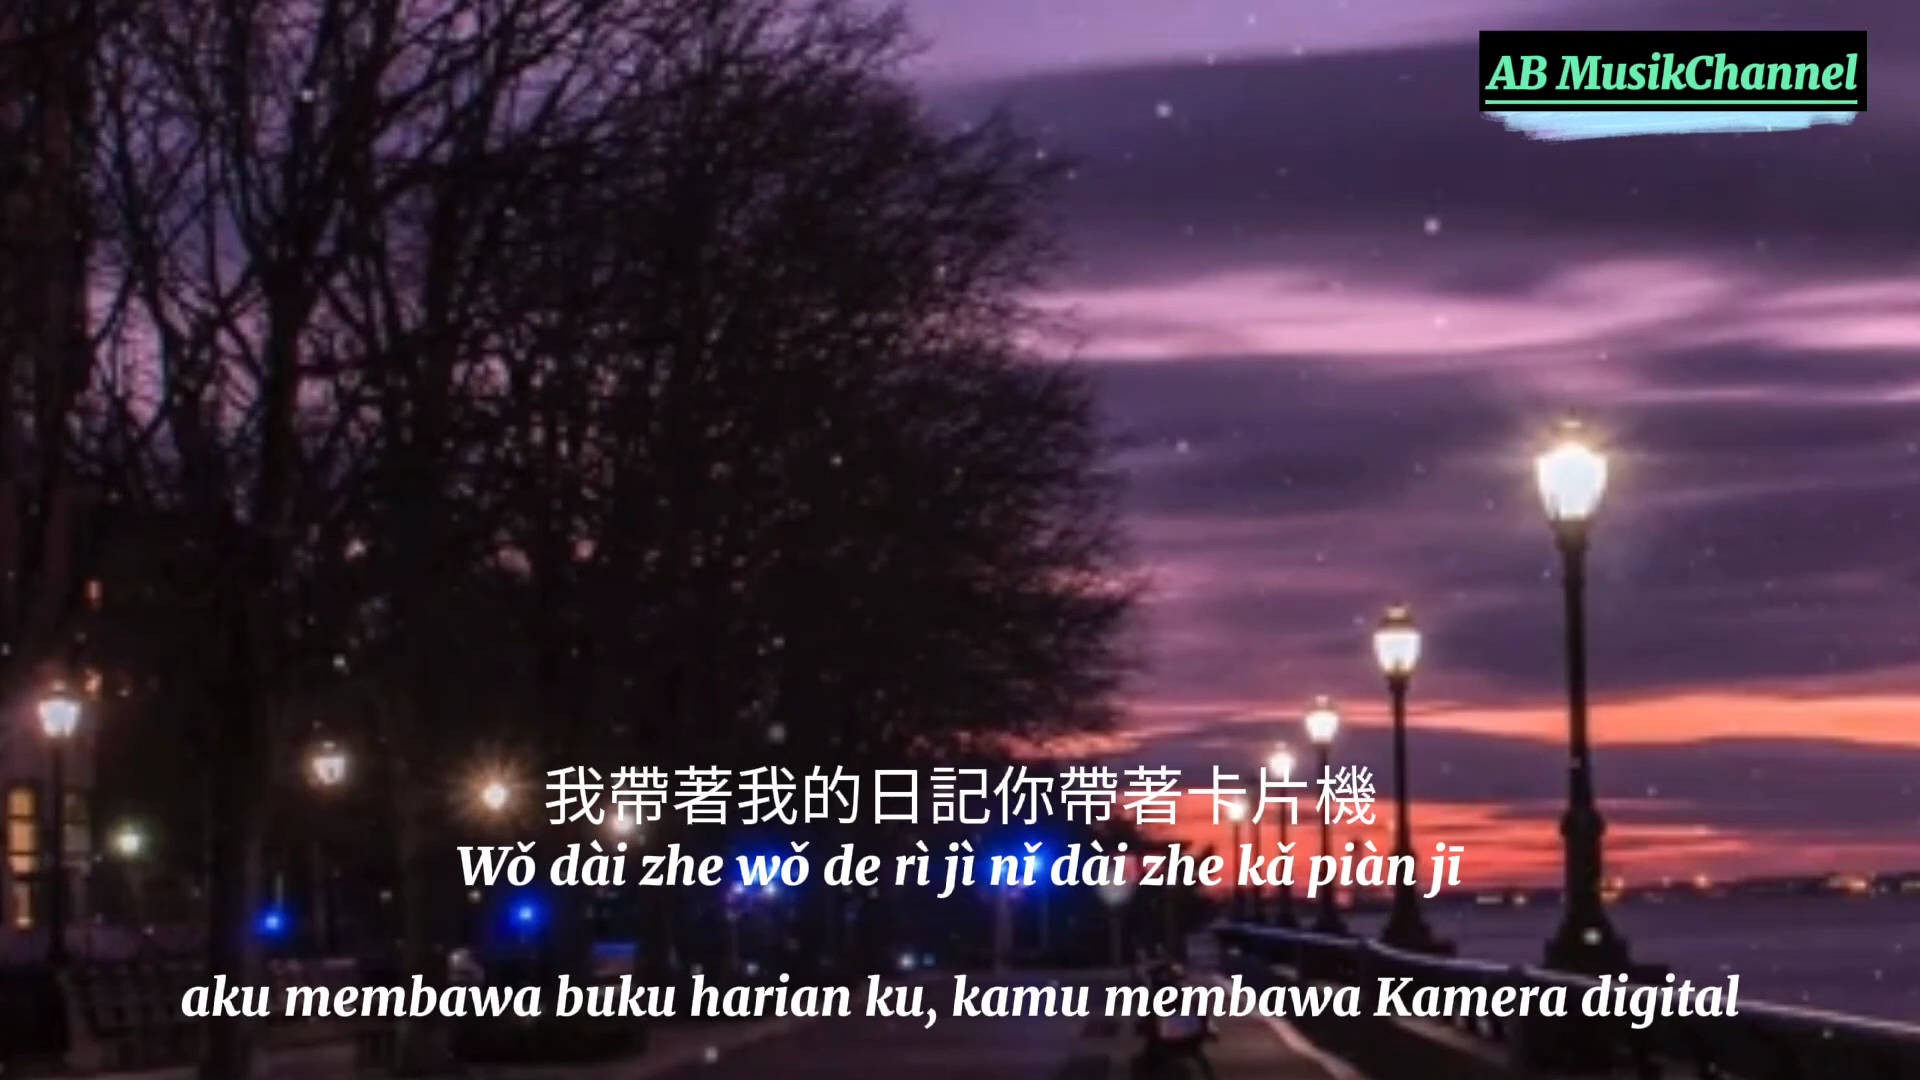 AB MusikChannel
我帶著我的日記你帶著卡片機
Wǒ dài zhe wǒ de rì jì nǐ dài zhe kǎ piàn jī
aku membawa buku harian ku, kamu membawa Kamera digital